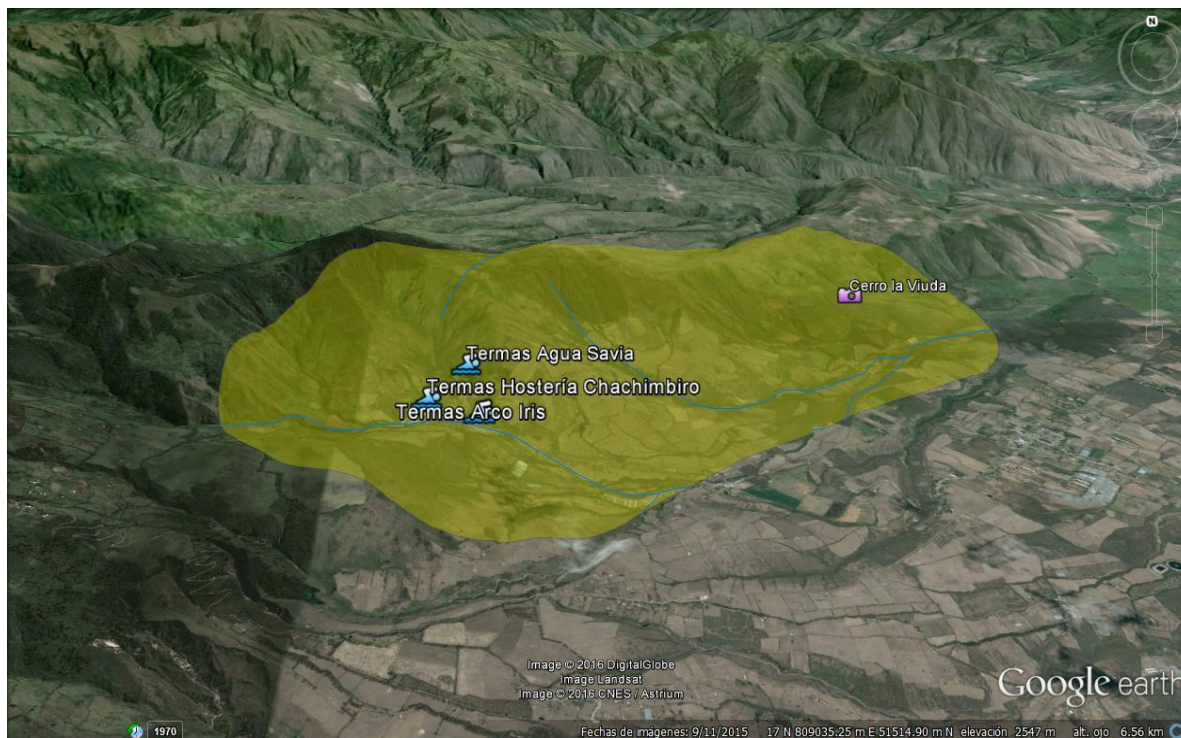 N
Cerro la Viuda
Termas Agua Savia
Termas Hostería Chachimbiro
Termas Arco Iris
Image © 2016 DigitalGlobe
Image Landsat
Image © 2016 CNES / Astrium
Google earth
1970
Fechas de imágenes: 9/11/2015 17 N 809035.25 m E 51514.90 m N elevación 2547 m alt. ojo 6.56 km